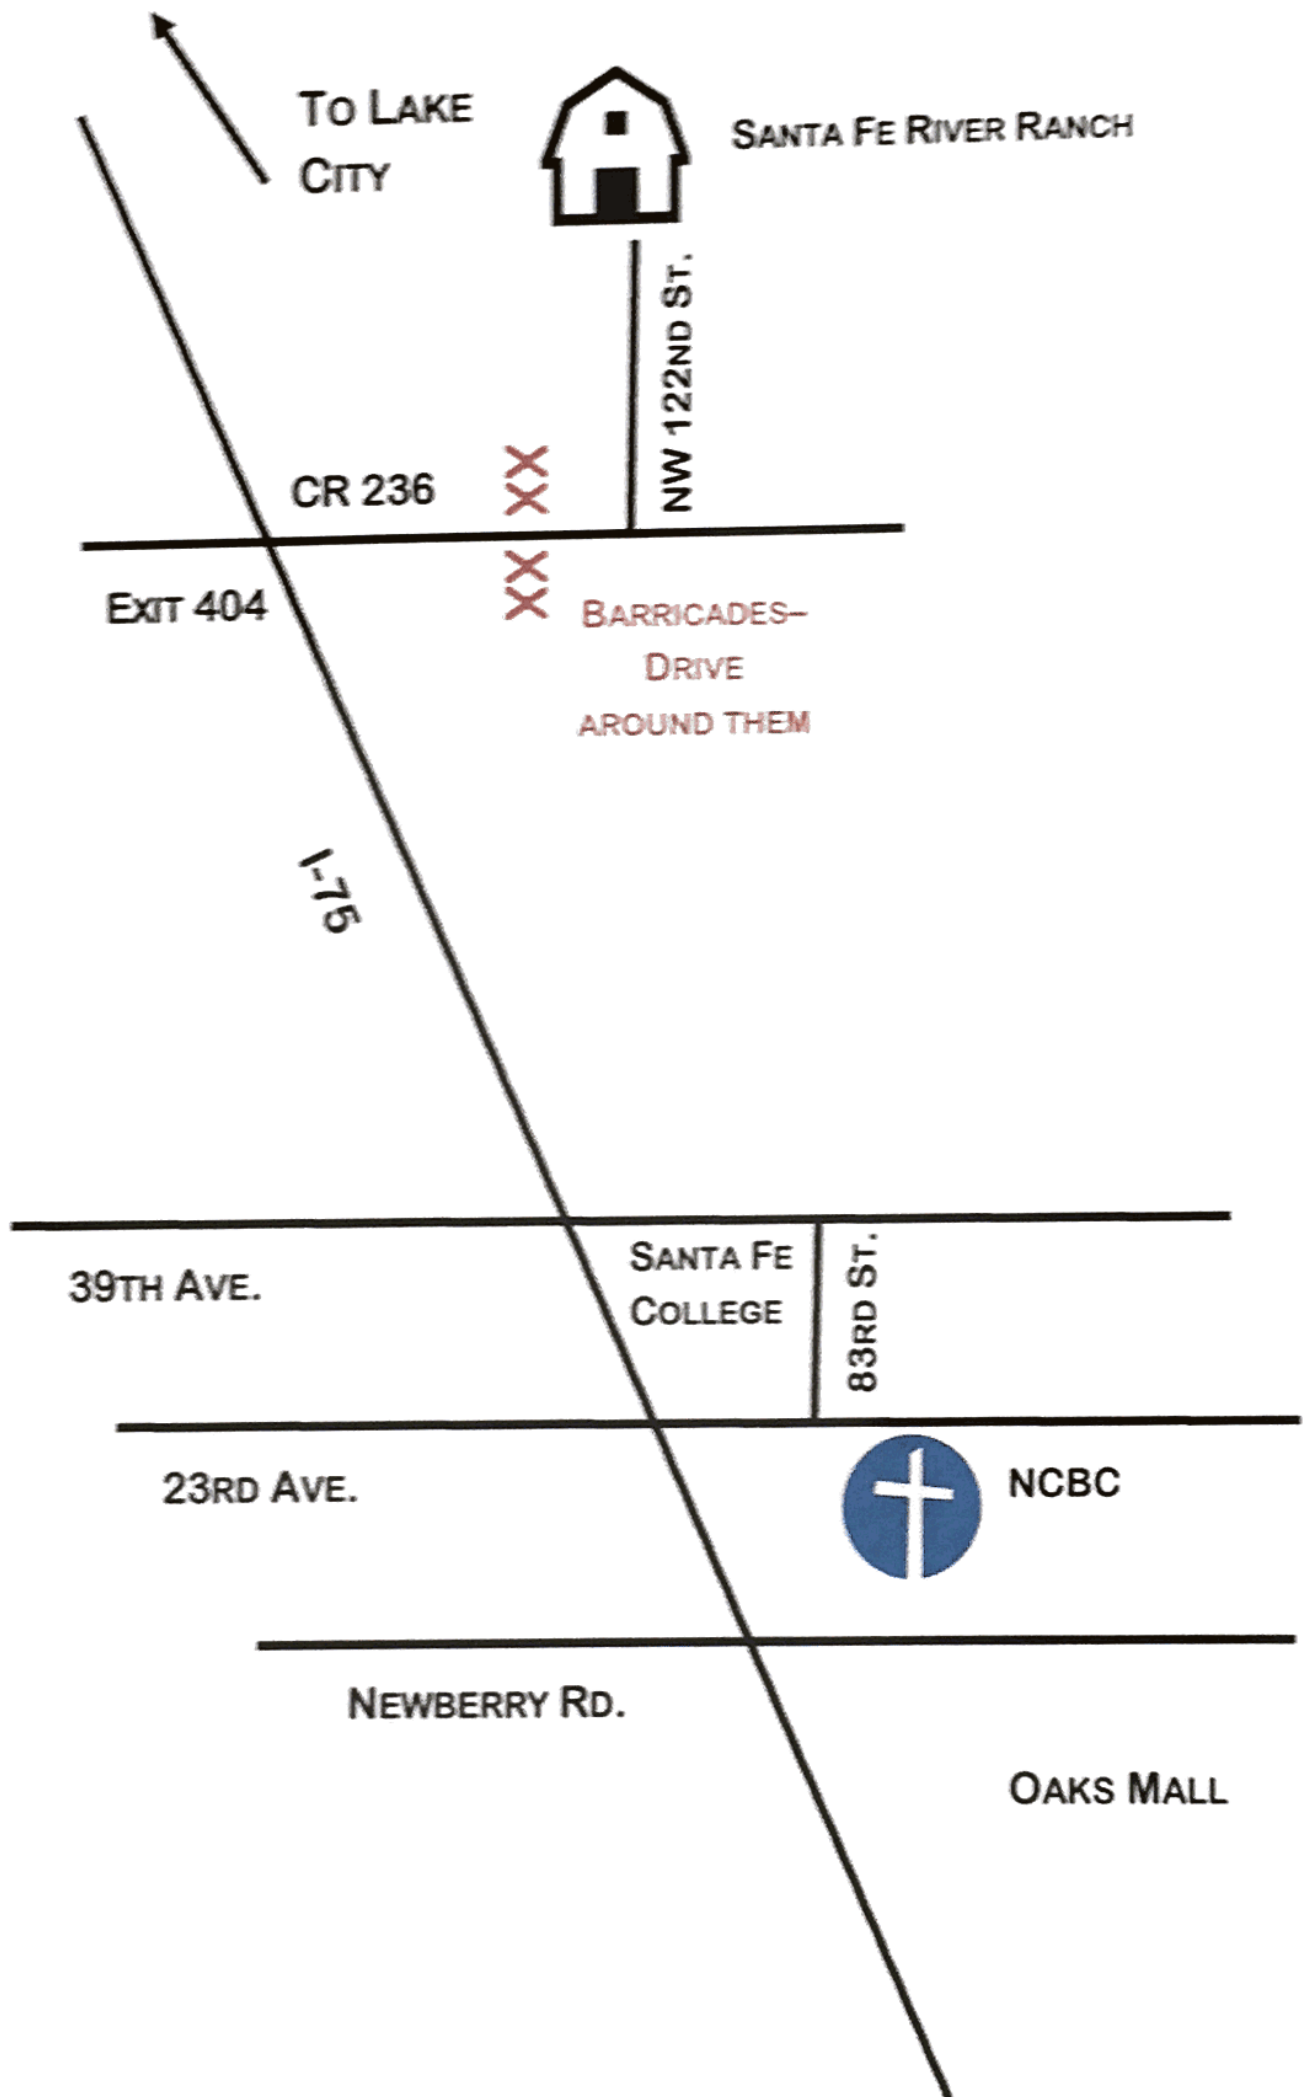 To Lake
City
Santa Fe River Ranch
NW 122nd St.
CR 236
Exit 404
Barricades–
Drive
around them
I-75
39th Ave.
Santa Fe
College
83rd St.
23rd Ave.
NCBC
Newberry Rd.
Oaks Mall